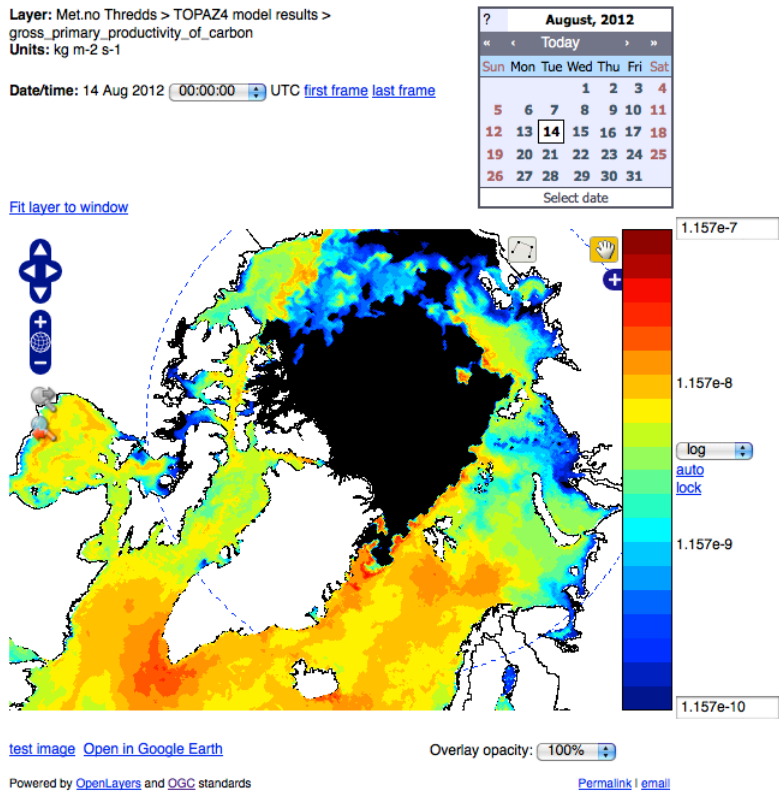 Layer: Met.no Thredds > TOPAZ4 model results >
gross_primary_productivity_of_carbon
Units: kg m-2 s-1
Date/time: 14 Aug 2012 00:00:00 UTC first frame last frame
? August, 2012
« ‹ Today › »
Sun Mon Tue Wed Thu Fri Sat
1 2 3 4
5 6 7 8 9 10 11
12 13 14 15 16 17 18
19 20 21 22 23 24 25
26 27 28 29 30 31
Select date
Fit layer to window
1.157e-7
1.157e-8
log
auto
lock
1.157e-9
1.157e-10
test image Open in Google Earth
Overlay opacity: 100%
Powered by OpenLayers and OGC standards
Permalink | email